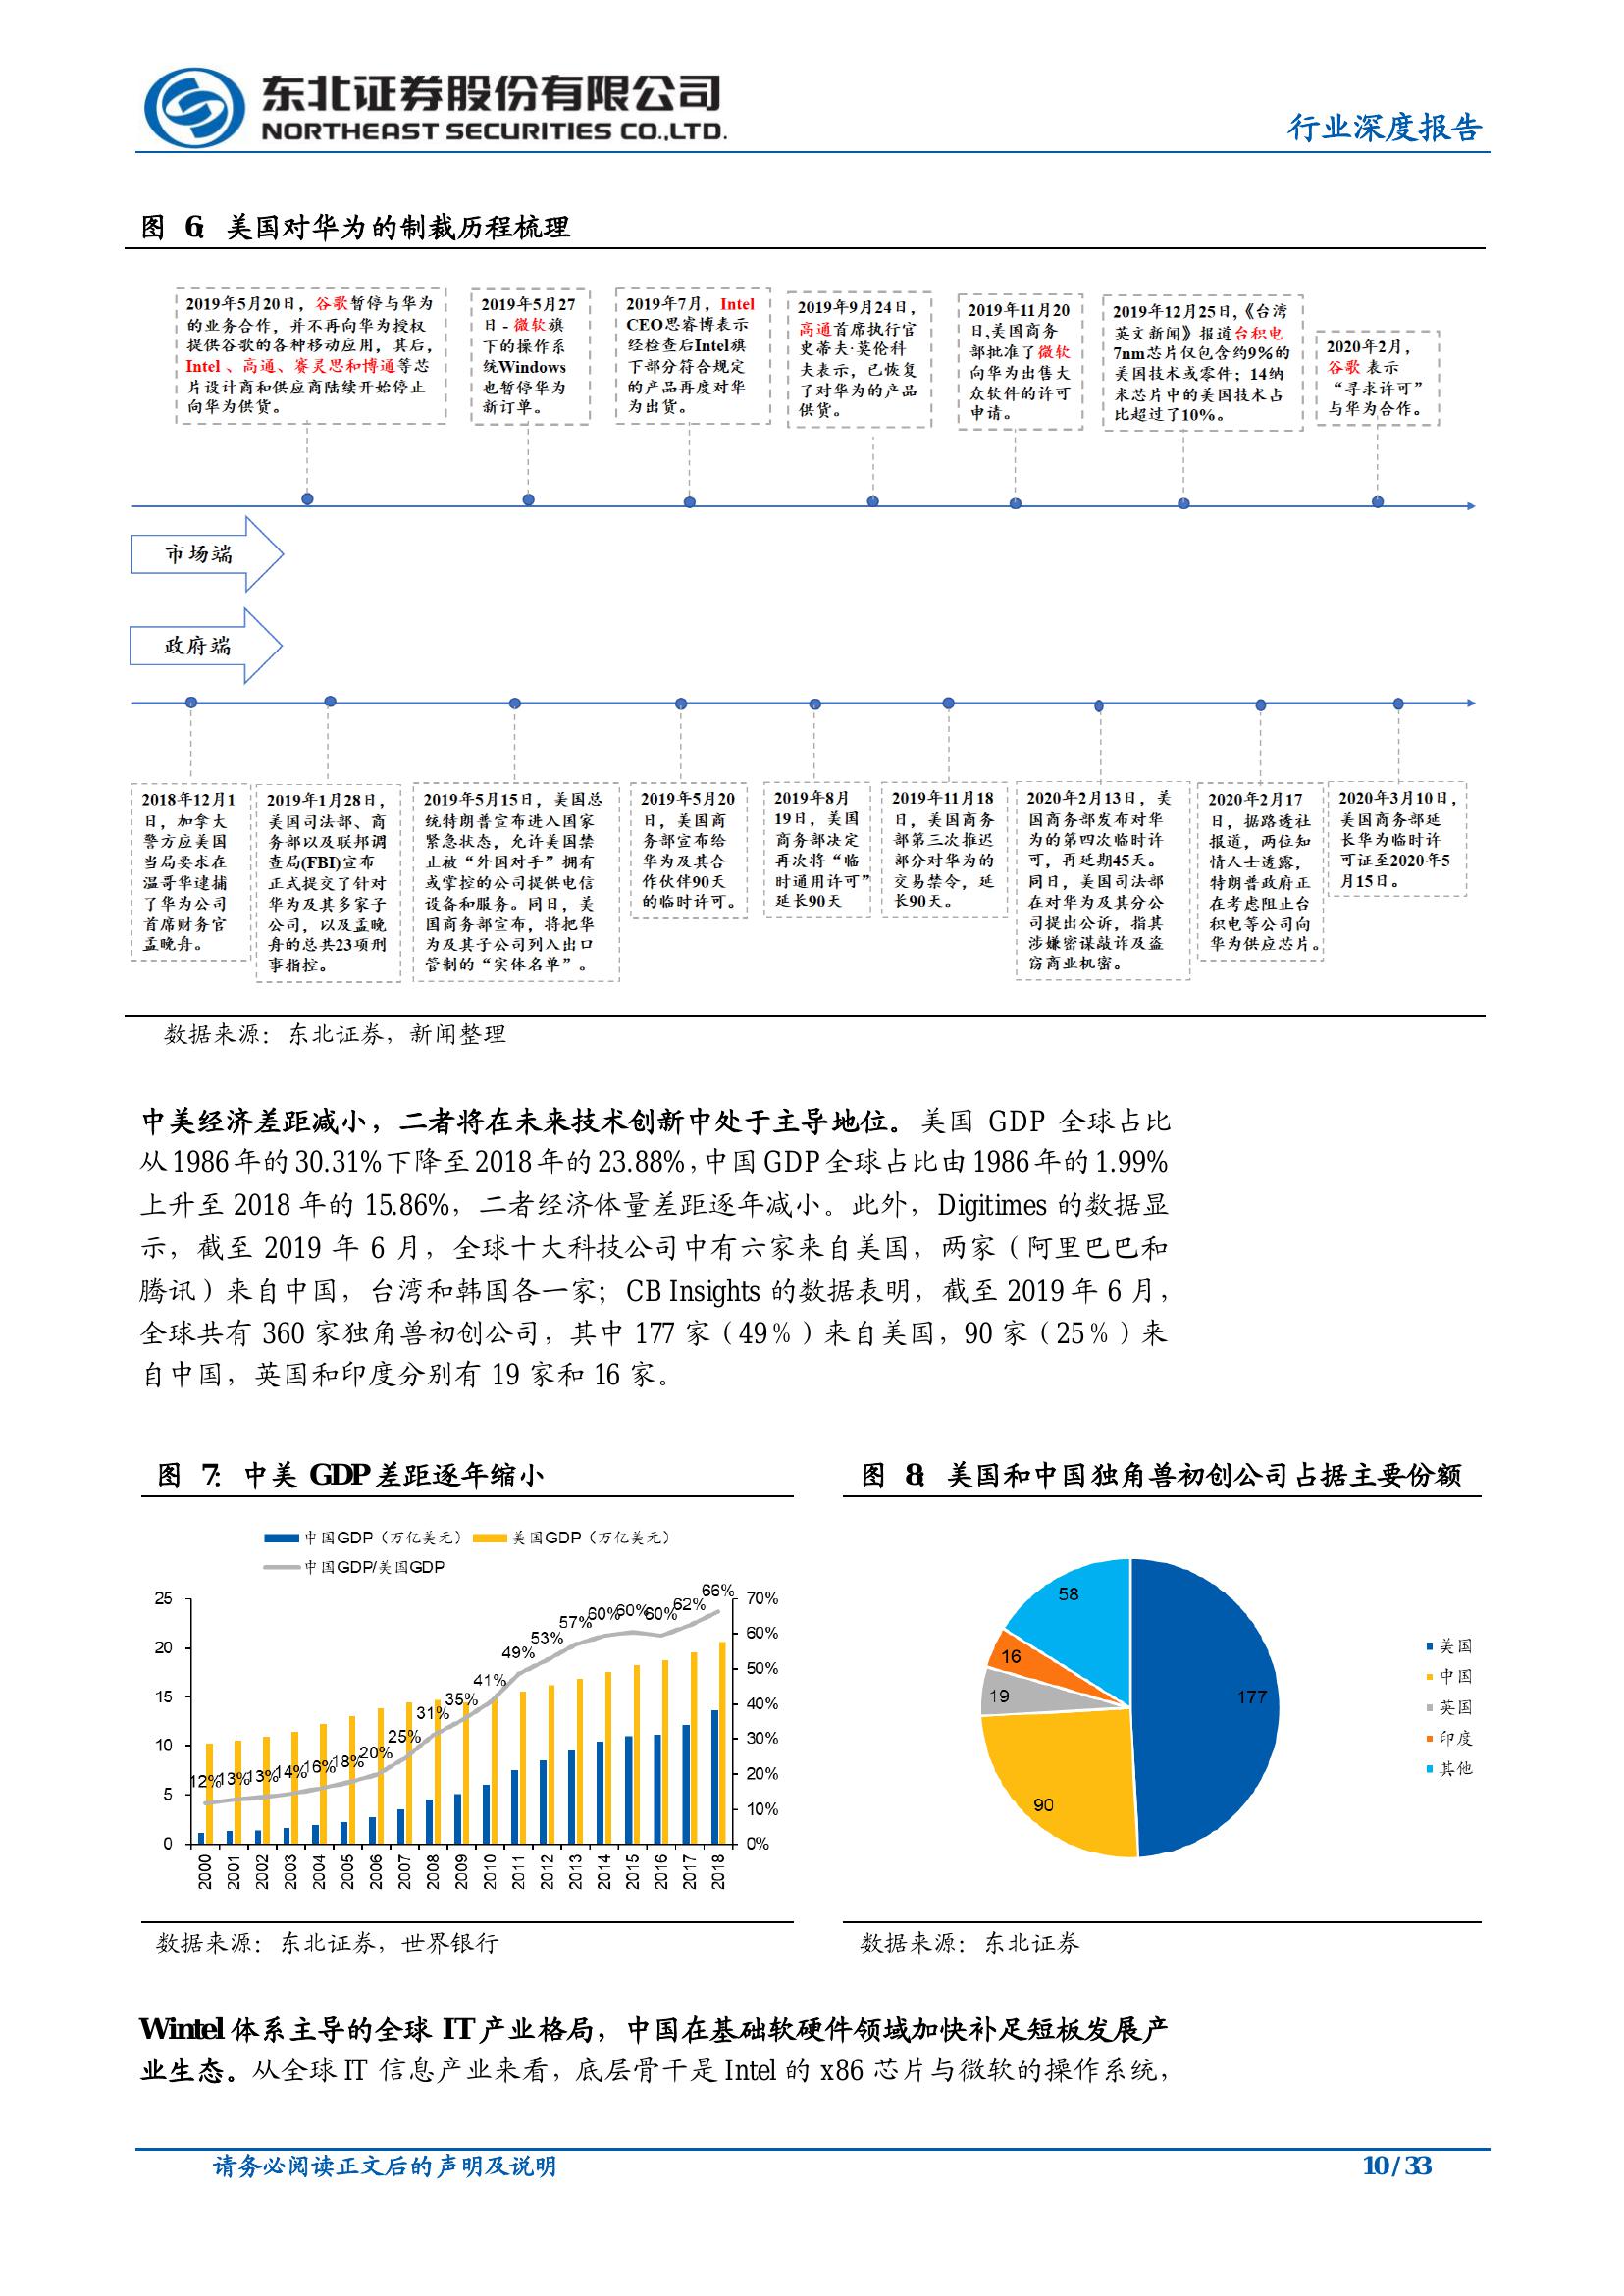 东北证券股份有限公司
NORTHEAST SECURITIES CO.,LTD.
行业深度报告
图 6：美国对华为的制裁历程梳理
2019年5月20日，谷歌暂停与华为
的业务合作，并不再向华为授权
提供谷歌的各种移动应用，其后，
Intel 、高通、赛灵思和博通等芯
片设计商和供应商陆续开始停止
向华为供货。
2019年5月27
日 - 微软旗
下的操作系
统Windows
也暂停华为
新订单。
2019年7月，Intel
CEO思睿博表示
经检查后Intel旗
下部分符合规定
的产品再度对华
为出货。
2019年9月24日，
高通首席执行官
史蒂夫·莫伦科
夫表示，已恢复
了对华为的产品
供货。
2019年11月20
日,美国商务
部批准了微软
向华为出售大
众软件的许可
申请。
2019年12月25日,《台湾
英文新闻》报道台积电
7nm芯片仅包含约9%的
美国技术或零件；14纳
米芯片中的美国技术占
比超过了10%。
2020年2月，
谷歌 表示
“寻求许可”
与华为合作。
市场端
政府端
2018年12月1
日，加拿大
警方应美国
当局要求在
温哥华逮捕
了华为公司
首席财务官
孟晚舟。
2019年1月28日，
美国司法部、商
务部以及联邦调
查局(FBI)宣布
正式提交了针对
华为及其多家子
公司，以及孟晚
舟的总共23项刑
事指控。
2019年5月15日，美国总
统特朗普宣布进入国家
紧急状态，允许美国禁
止被“外国对手”拥有
或掌控的公司提供电信
设备和服务。同日，美
国商务部宣布，将把华
为及其子公司列入出口
管制的“实体名单”。
2019年5月20
日，美国商
务部宣布给
华为及其合
作伙伴90天
的临时许可。
2019年8月
19日，美国
商务部决定
再次将“临
时通用许可”
延长90天
2019年11月18
日，美国商务
部第三次推迟
部分对华为的
交易禁令，延
长90天。
2020年2月13日，美
国商务部发布对华
为的第四次临时许
可，再延期45天。
同日，美国司法部
在对华为及其分公
司提出公诉，指其
涉嫌密谋敲诈及盗
窃商业机密。
2020年2月17
日，据路透社
报道，两位知
情人士透露，
特朗普政府正
在考虑阻止台
积电等公司向
华为供应芯片。
2020年3月10日，
美国商务部延
长华为临时许
可证至2020年5
月15日。
数据来源：东北证券，新闻整理
中美经济差距减小，二者将在未来技术创新中处于主导地位。美国 GDP 全球占比
从 1986 年的 30.31%下降至 2018 年的 23.88%，中国 GDP 全球占比由 1986 年的 1.99%
上升至 2018 年的 15.86%，二者经济体量差距逐年减小。此外，Digitimes 的数据显
示，截至 2019 年 6 月，全球十大科技公司中有六家来自美国，两家（阿里巴巴和
腾讯）来自中国，台湾和韩国各一家；CB Insights 的数据表明，截至 2019 年 6 月，
全球共有 360 家独角兽初创公司，其中 177 家（49％）来自美国，90 家（25％）来
自中国，英国和印度分别有 19 家和 16 家。
图 7：中美 GDP 差距逐年缩小
中国GDP（万亿美元） 美国GDP（万亿美元）
中国GDP/美国GDP
25
20
15
10
5
0
12% 13% 13% 14% 16% 18% 20% 25% 31% 35% 41% 49% 53% 57% 60% 60% 60% 62% 66%
70%
60%
50%
40%
30%
20%
10%
0%
2000 2001 2002 2003 2004 2005 2006 2007 2008 2009 2010 2011 2012 2013 2014 2015 2016 2017 2018
数据来源：东北证券，世界银行
图 8：美国和中国独角兽初创公司占据主要份额
58
16
19
90
177
美国
中国
英国
印度
其他
数据来源：东北证券
Wintel 体系主导的全球 IT 产业格局，中国在基础软硬件领域加快补足短板发展产
业生态。从全球 IT 信息产业来看，底层骨干是 Intel 的 x86 芯片与微软的操作系统，
请务必阅读正文后的声明及说明
10 / 33